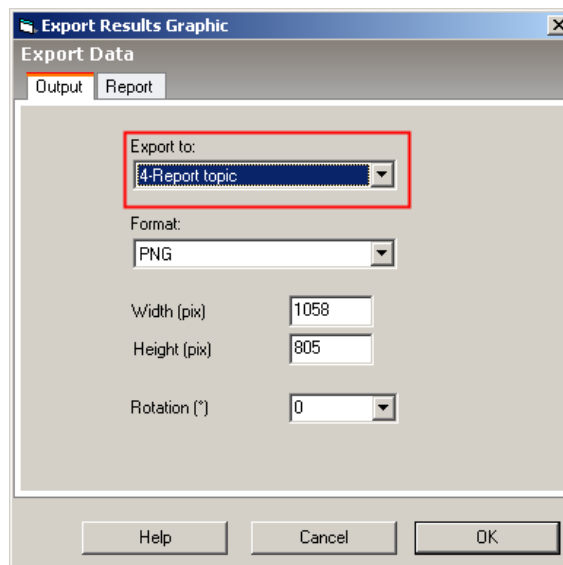 Export Results Graphic
Export Data
Output Report
Export to:
4-Report topic
Format:
PNG
Width (pix) 1058
Height (pix) 805
Rotation (°) 0
Help Cancel OK